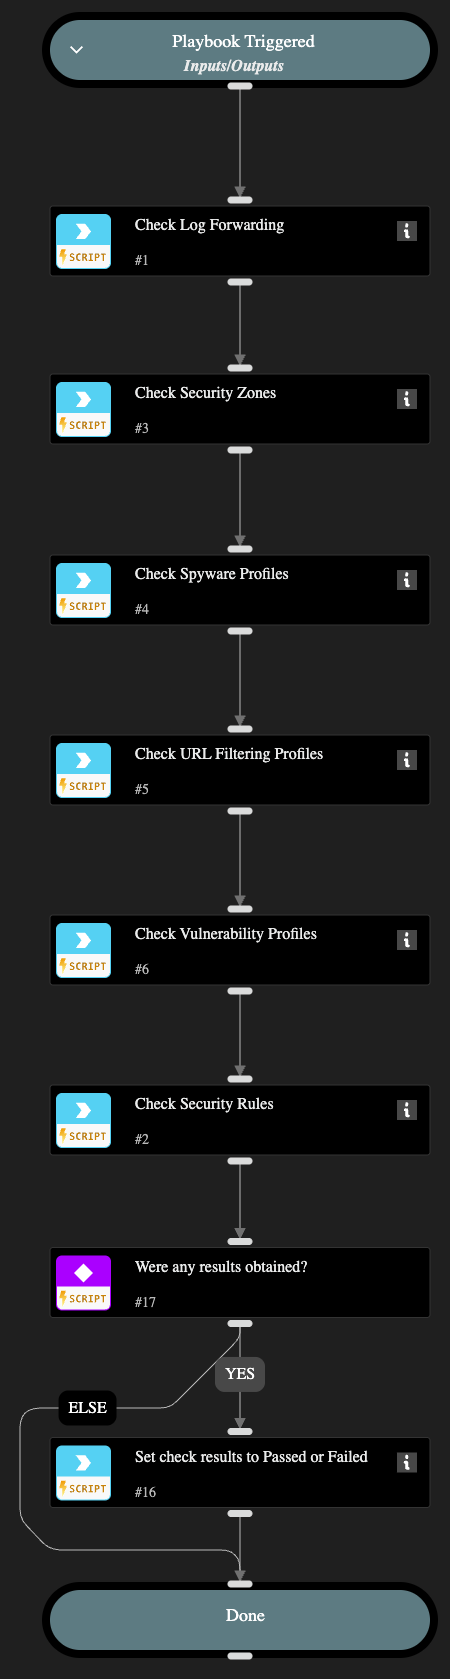 Playbook Triggered
Inputs/Outputs
Check Log Forwarding
SCRIPT
#1
Check Security Zones
SCRIPT
#3
Check Spyware Profiles
SCRIPT
#4
Check URL Filtering Profiles
SCRIPT
#5
Check Vulnerability Profiles
SCRIPT
#6
Check Security Rules
SCRIPT
#2
Were any results obtained?
SCRIPT
#17
YES
ELSE
Set check results to Passed or Failed
SCRIPT
#16
Done